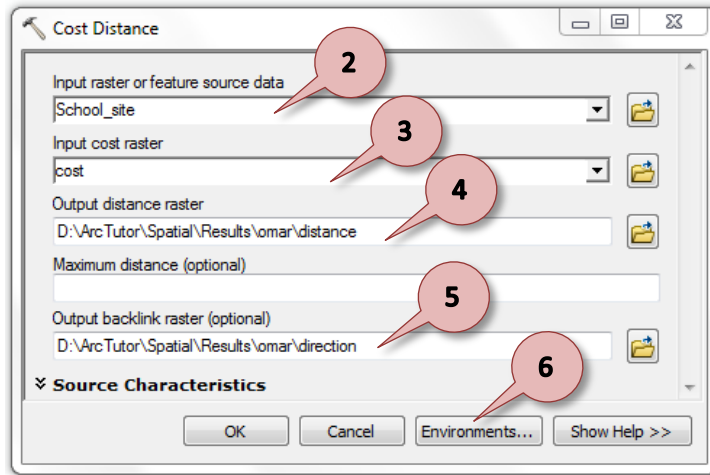 Cost Distance
2
Input raster or feature source data
School_site
3
Input cost raster
cost
4
Output distance raster
D:\ArcTutor\Spatial\Results\omar\distance
Maximum distance (optional)
5
Output backlink raster (optional)
D:\ArcTutor\Spatial\Results\omar\direction
6
Source Characteristics
OK Cancel Environments... Show Help >>